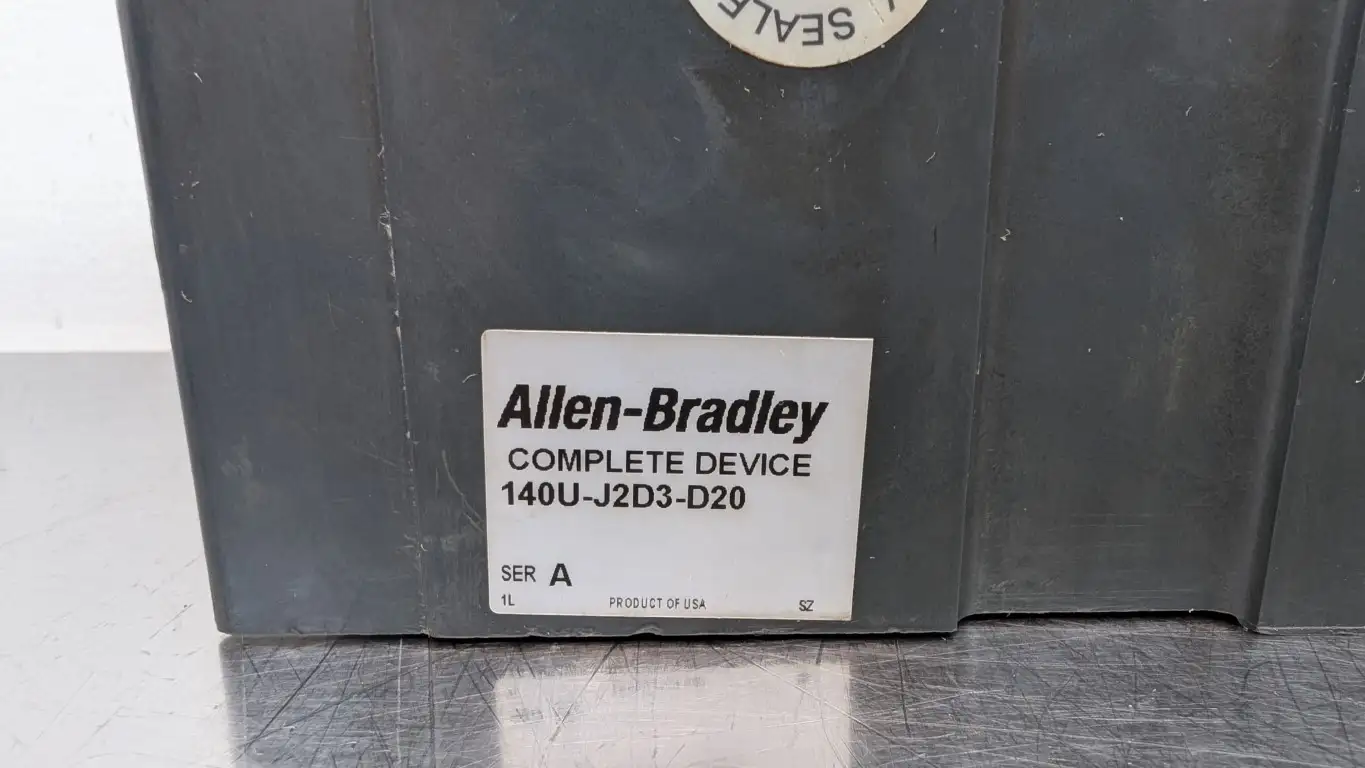 SEALE
Allen-Bradley
COMPLETE DEVICE
140U-J2D3-D20
SER A
1L PRODUCT OF USA SZ